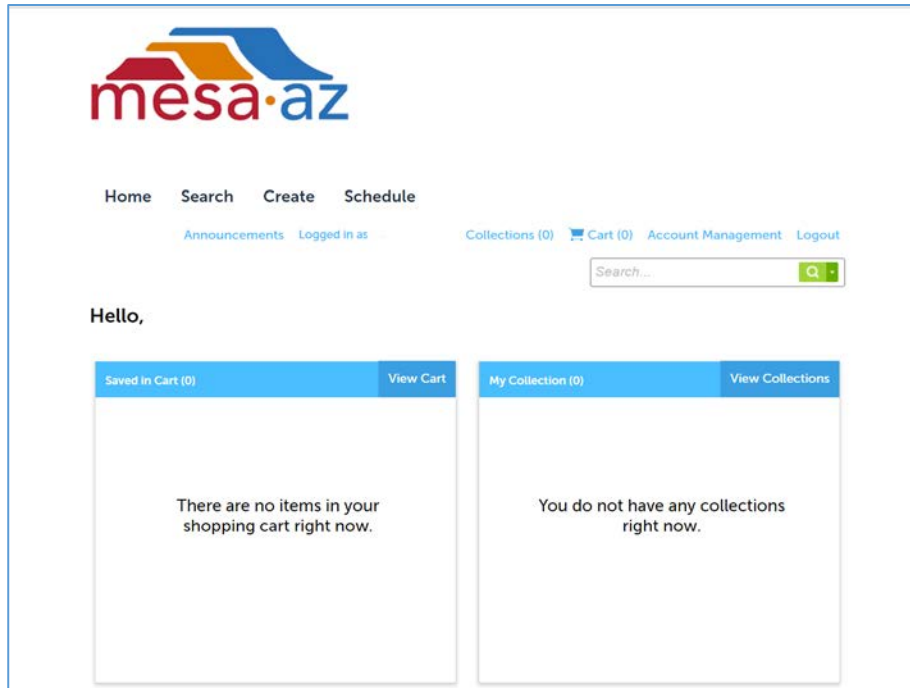 mesa·az
Home Search Create Schedule
Announcements Logged in as Collections (0) Cart (0) Account Management Logout
Search...
Hello,
Saved in Cart (0) View Cart My Collection (0) View Collections
There are no items in your
shopping cart right now.
You do not have any collections
right now.